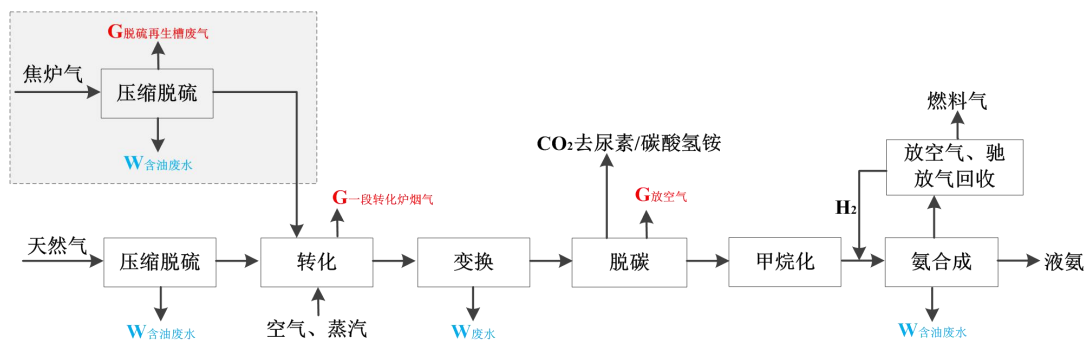 G脱硫再生槽废气
焦炉气
压缩脱硫
W含油废水
燃料气
CO₂去尿素/碳酸氢铵
放空气、驰
放气回收
G一段转化炉烟气
G放空气
H₂
天然气
压缩脱硫
转化
变换
脱碳
甲烷化
氨合成
液氨
W含油废水
空气、蒸汽
W废水
W含油废水